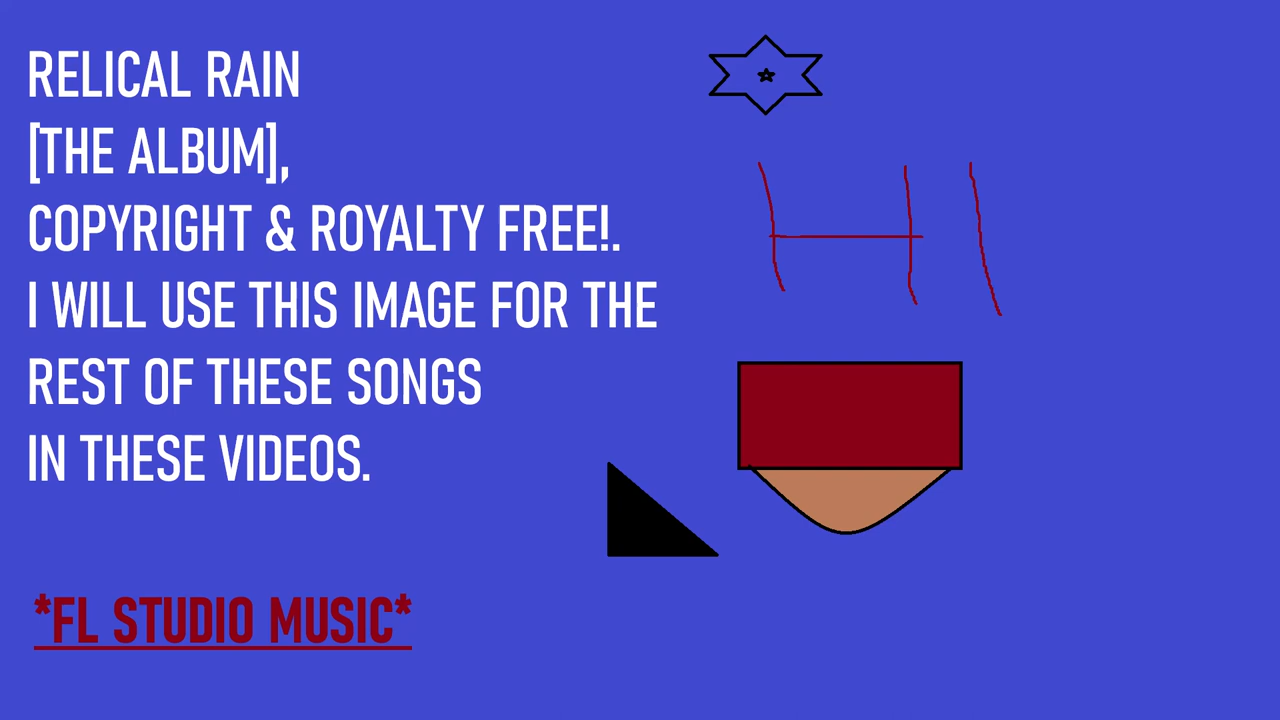 RELICAL RAIN
[THE ALBUM],
COPYRIGHT & ROYALTY FREE!.
I WILL USE THIS IMAGE FOR THE
REST OF THESE SONGS
IN THESE VIDEOS.
HI
*FL STUDIO MUSIC*